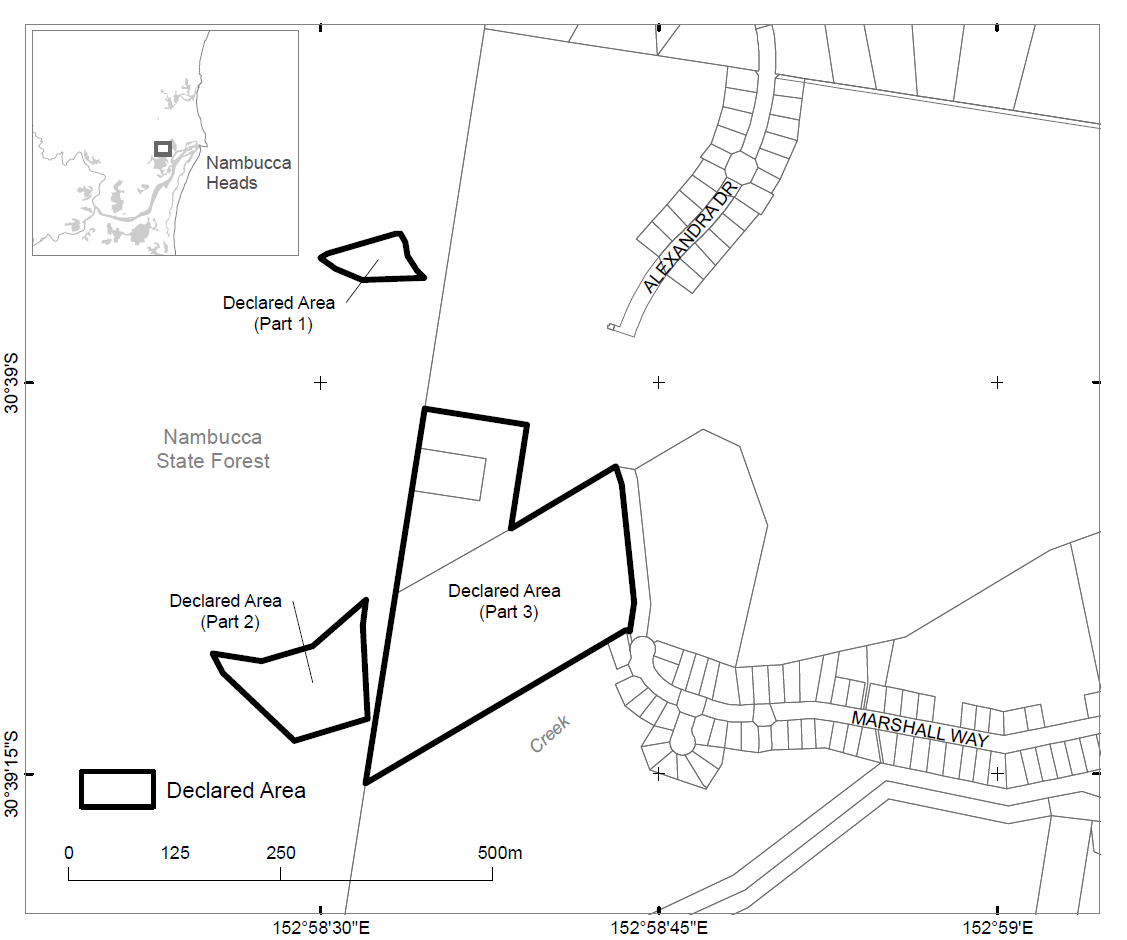 Nambucca
Heads
ALEXANDRA DR
Declared Area
(Part 1)
30°39'S
Nambucca
State Forest
Declared Area
(Part 2)
Declared Area
(Part 3)
Creek
MARSHALL WAY
30°39'15"S
Declared Area
0 125 250 500m
152°58'30"E 152°58'45"E 152°59'E